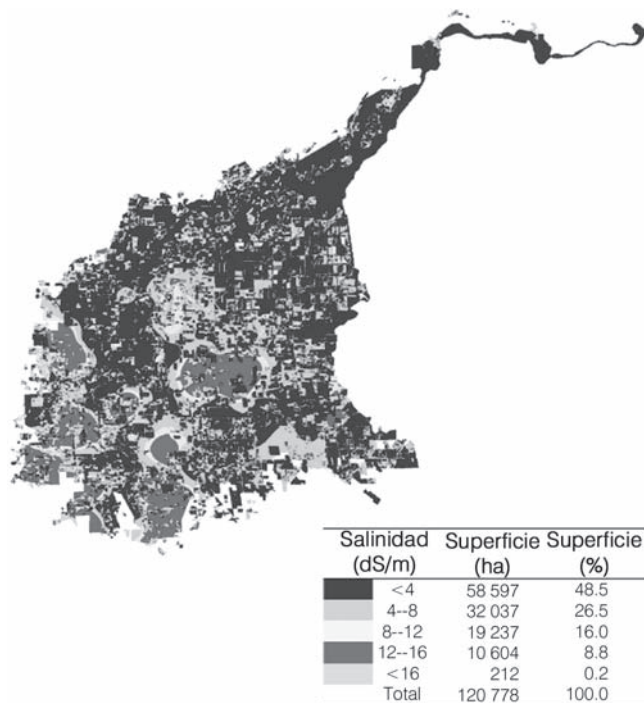 Salinidad Superficie Superficie
(dS/m) (ha) (%)
<4 58 597 48.5
4--8 32 037 26.5
8--12 19 237 16.0
12--16 10 604 8.8
<16 212 0.2
Total 120 778 100.0